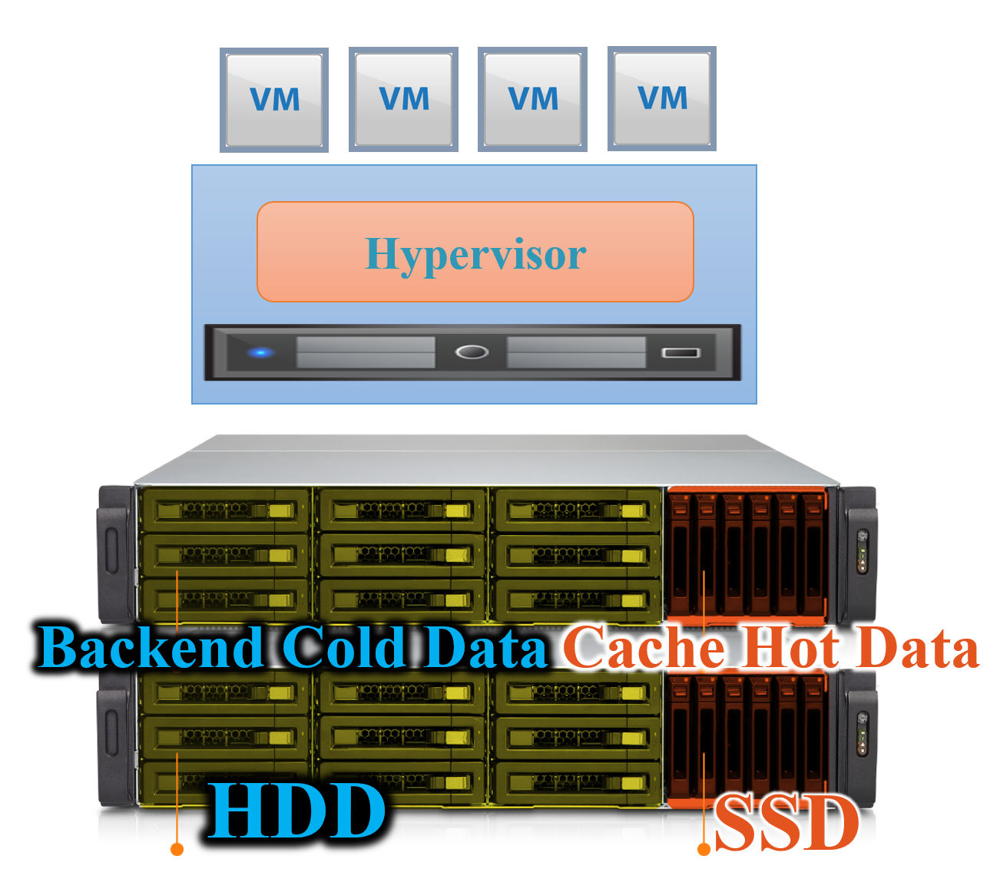 VM
VM
VM
VM
Hypervisor
Backend Cold Data
Cache Hot Data
HDD
SSD